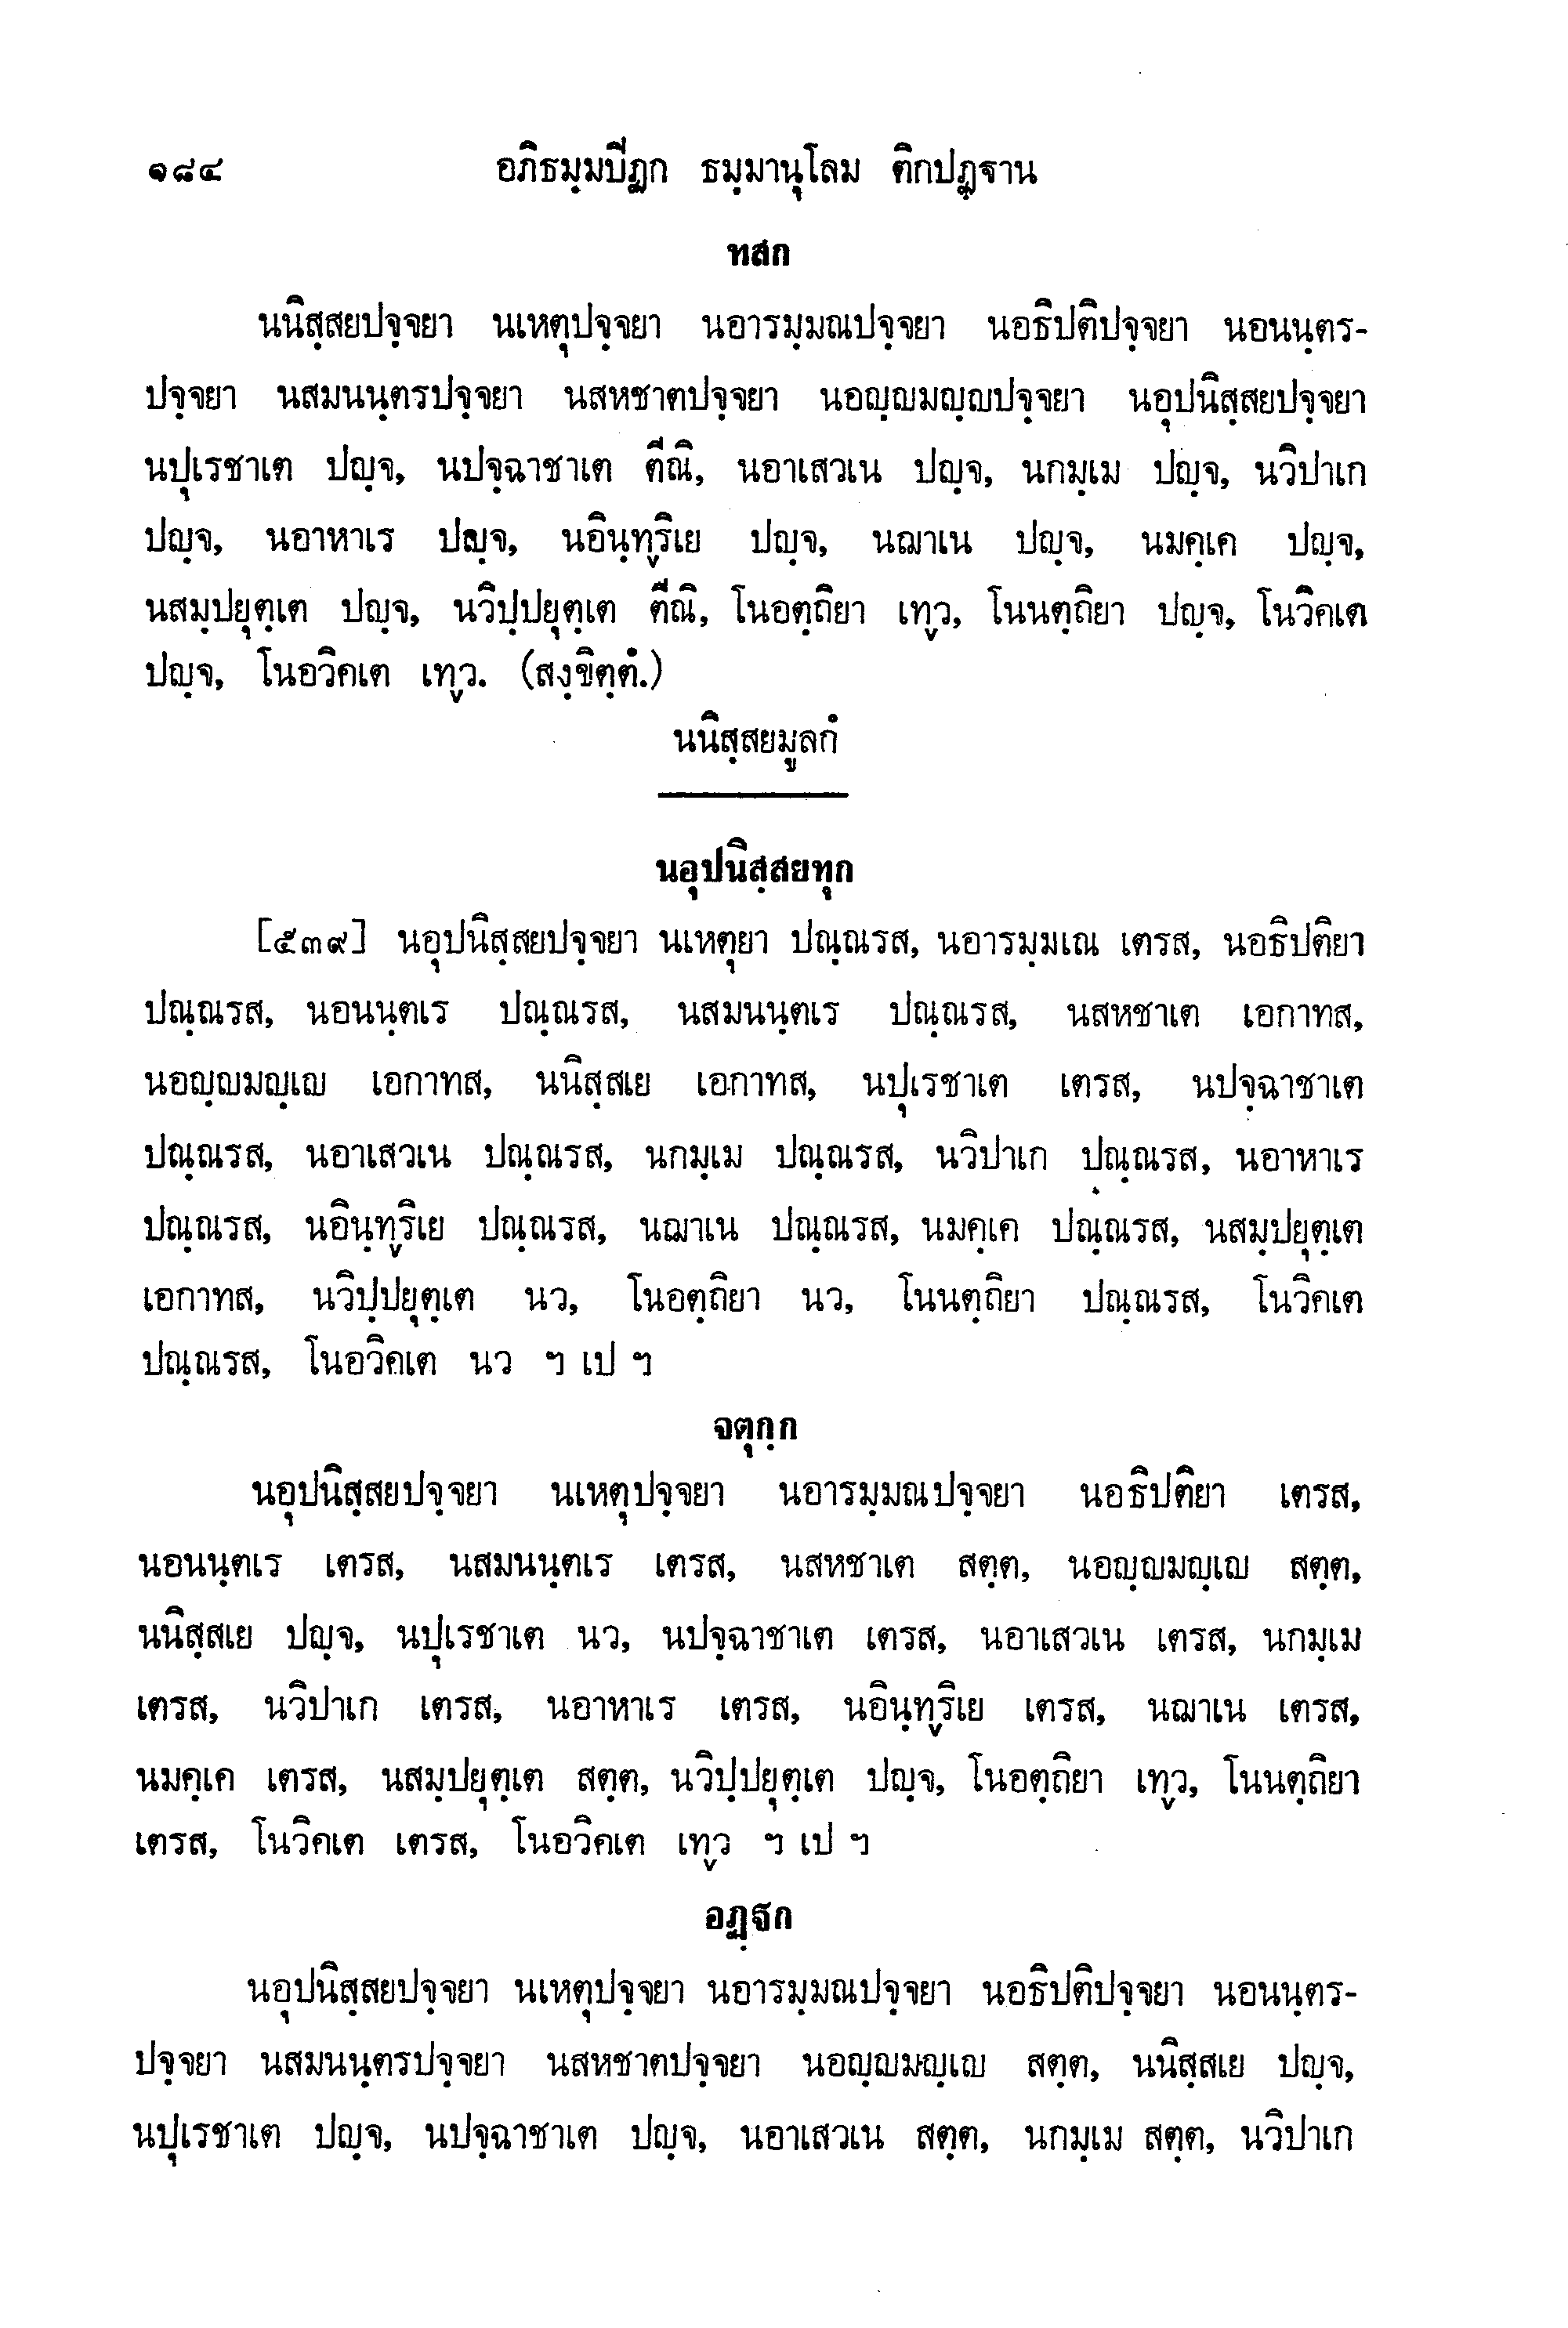 ๑๘๔ อภิธมฺมปิฏก ธมฺมานุโลม ติกปฏฺฐาน
ทสก
นนิสฺสยปจฺจยา นเหตุปจฺจยา นอารมฺมณปจฺจยา นอธิปติปจฺจยา นอนนฺตร-
ปจฺจยา นสมนนฺตรปจฺจยา นสหชาตปจฺจยา นอญฺญมญฺญปจฺจยา นอุปนิสฺสยปจฺจยา
นปุเรชาเต ปญฺจ, นปจฺฉาชาเต ตีณิ, นอาเสวเน ปญฺจ, นกมฺเม ปญฺจ, นวิปาเก
ปญฺจ, นอาหาเร ปญฺจ, นอินฺทฺริเย ปญฺจ, นฌาเน ปญฺจ, นมคฺเค ปญฺจ,
นสมฺปยุตฺเต ปญฺจ, นวิปฺปยุตฺเต ตีณิ, โนอตฺถิยา เทฺว, โนนตฺถิยา ปญฺจ, โนวิคเต
ปญฺจ, โนอวิคเต เทฺว. (สงฺขิตฺตํ.)
นนิสฺสยมูลกํ
นอุปนิสฺสยทุก
[๕๓๙] นอุปนิสฺสยปจฺจยา นเหตุยา ปณฺณรส, นอารมฺมเณ เตรส, นอธิปติยา
ปณฺณรส, นอนนฺตเร ปณฺณรส, นสมนนฺตเร ปณฺณรส, นสหชาเต เอกาทส,
นอญฺญมญฺเญ เอกาทส, นนิสฺสเย เอกาทส, นปุเรชาเต เตรส, นปจฺฉาชาเต
ปณฺณรส, นอาเสวเน ปณฺณรส, นกมฺเม ปณฺณรส, นวิปาเก ปณฺณรส, นอาหาเร
ปณฺณรส, นอินฺทฺริเย ปณฺณรส, นฌาเน ปณฺณรส, นมคฺเค ปณฺณรส, นสมฺปยุตฺเต
เอกาทส, นวิปฺปยุตฺเต นว, โนอตฺถิยา นว, โนนตฺถิยา ปณฺณรส, โนวิคเต
ปณฺณรส, โนอวิคเต นว ฯ เป ฯ
จตุกฺก
นอุปนิสฺสยปจฺจยา นเหตุปจฺจยา นอารมฺมณปจฺจยา นอธิปติยา เตรส,
นอนนฺตเร เตรส, นสมนนฺตเร เตรส, นสหชาเต สตฺต, นอญฺญมญฺเญ สตฺต,
นนิสฺสเย ปญฺจ, นปุเรชาเต นว, นปจฺฉาชาเต เตรส, นอาเสวเน เตรส, นกมฺเม
เตรส, นวิปาเก เตรส, นอาหาเร เตรส, นอินฺทฺริเย เตรส, นฌาเน เตรส,
นมคฺเค เตรส, นสมฺปยุตฺเต สตฺต, นวิปฺปยุตฺเต ปญฺจ, โนอตฺถิยา เทฺว, โนนตฺถิยา
เตรส, โนวิคเต เตรส, โนอวิคเต เทฺว ฯ เป ฯ
อฏฺฐก
นอุปนิสฺสยปจฺจยา นเหตุปจฺจยา นอารมฺมณปจฺจยา นอธิปติปจฺจยา นอนนฺตร-
ปจฺจยา นสมนนฺตรปจฺจยา นสหชาตปจฺจยา นอญฺญมญฺเญ สตฺต, นนิสฺสเย ปญฺจ,
นปุเรชาเต ปญฺจ, นปจฺฉาชาเต ปญฺจ, นอาเสวเน สตฺต, นกมฺเม สตฺต, นวิปาเก